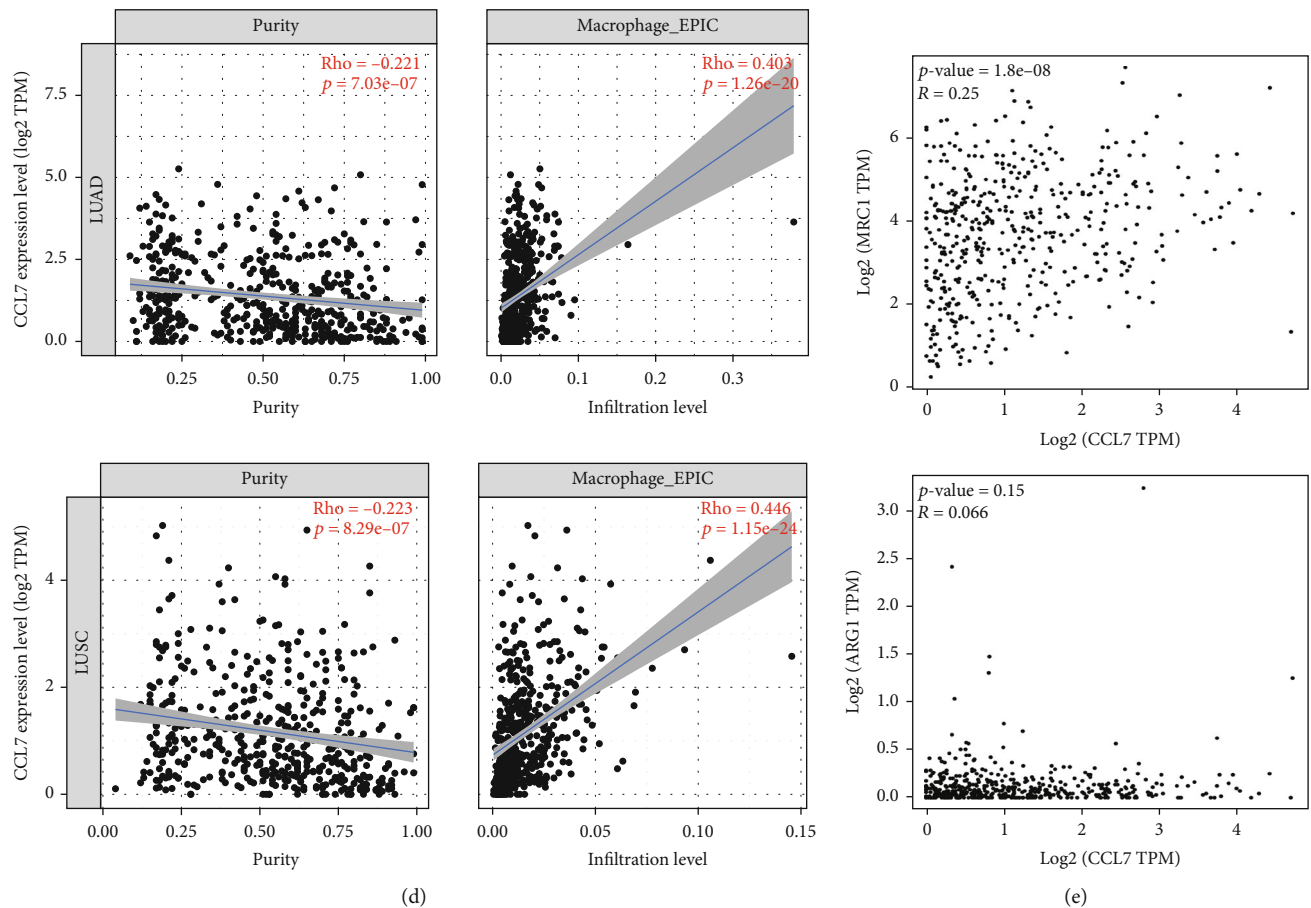 Purity
Macrophage_EPIC
CCL7 expression level (log2 TPM)
LUAD
7.5
5.0
2.5
0.0
Rho = –0.221
p = 7.03e–07
0.25
0.50
0.75
1.00
Purity
Rho = 0.403
p = 1.26e–20
0.0
0.1
0.2
0.3
Infiltration level
p-value = 1.8e–08
R = 0.25
Log2 (MRC1 TPM)
6
4
2
0
0
1
2
3
4
Log2 (CCL7 TPM)
Purity
Macrophage_EPIC
CCL7 expression level (log2 TPM)
LUSC
4
2
0
Rho = –0.223
p = 8.29e–07
0.00
0.25
0.50
0.75
1.00
Purity
Rho = 0.446
p = 1.15e–24
0.00
0.05
0.10
0.15
Infiltration level
p-value = 0.15
R = 0.066
Log2 (ARG1 TPM)
3.0
2.5
2.0
1.5
1.0
0.5
0.0
0
1
2
3
4
Log2 (CCL7 TPM)
(d)
(e)